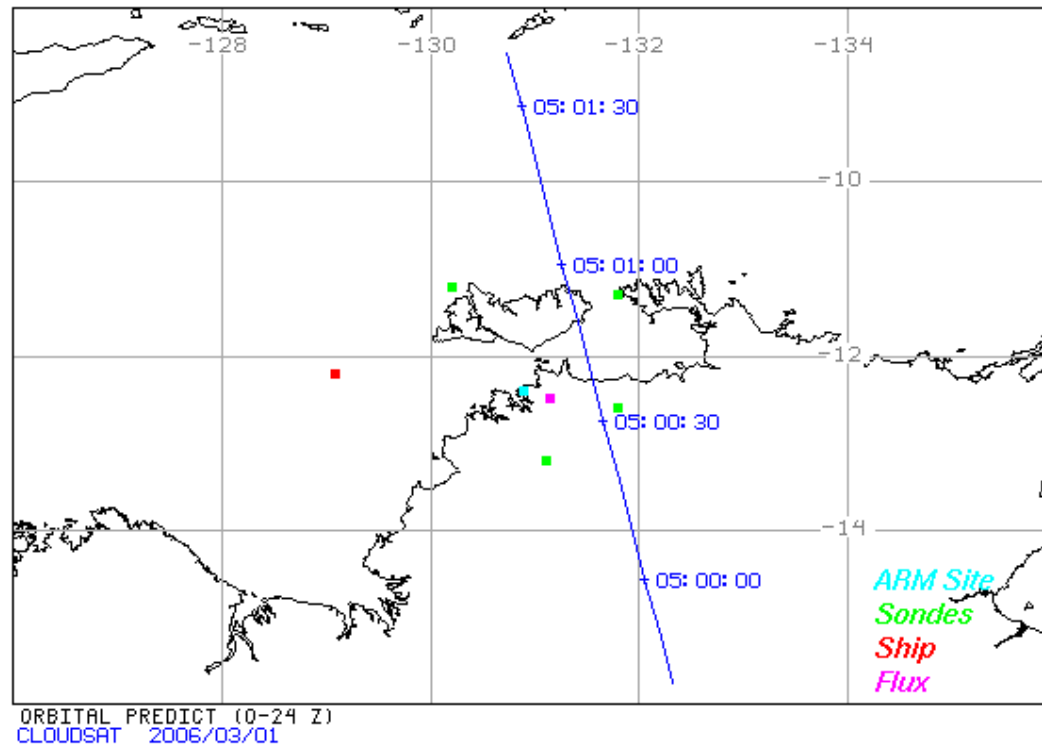 -128 -130 -132 -134
05:01:30
-10
05:01:00
-12
05:00:30
-14
05:00:00
ARM Site
Sondes
Ship
Flux
ORBITAL PREDICT (0-24 Z)
CLOUDSAT 2006/03/01